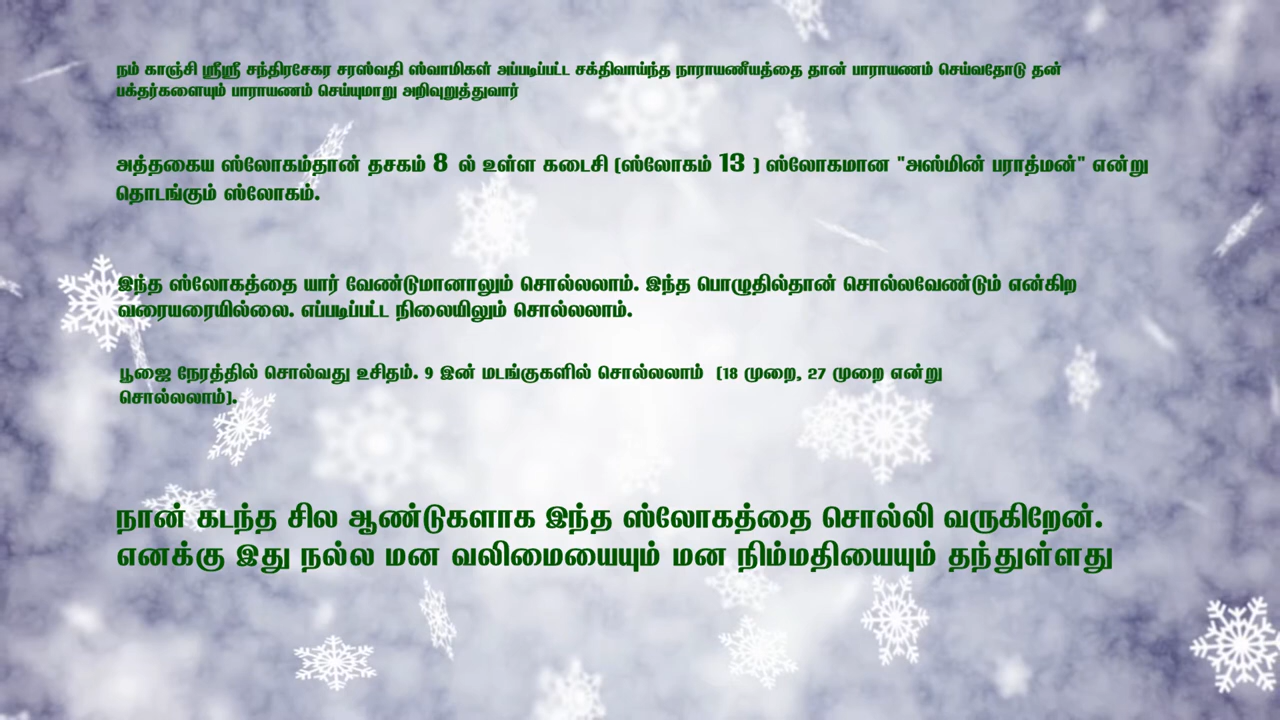 நம் காஞ்சி ஸ்ரீஸ்ரீ சந்திரசேகர சரஸ்வதி ஸ்வாமிகள் அப்படிப்பட்ட சக்திவாய்ந்த நாராயணீயத்தை தான் பாராயணம் செய்வதோடு தன்
பக்தர்களையும் பாராயணம் செய்யுமாறு அறிவுறுத்துவார்
அத்தகைய ஸ்லோகம்தான் தசகம் 8 ல் உள்ள கடைசி (ஸ்லோகம் 13 ) ஸ்லோகமான "அஸ்மின் பராத்மன்" என்று
தொடங்கும் ஸ்லோகம்.
இந்த ஸ்லோகத்தை யார் வேண்டுமானாலும் சொல்லலாம். இந்த பொழுதில்தான் சொல்லவேண்டும் என்கிற
வரையரையில்லை. எப்படிப்பட்ட நிலையிலும் சொல்லலாம்.
பூஜை நேரத்தில் சொல்வது உசிதம். 9 இன் மடங்குகளில் சொல்லலாம் (18 முறை, 27 முறை என்று
சொல்லலாம்).
நான் கடந்த சில ஆண்டுகளாக இந்த ஸ்லோகத்தை சொல்லி வருகிறேன்.
எனக்கு இது நல்ல மன வலிமையையும் மன நிம்மதியையும் தந்துள்ளது